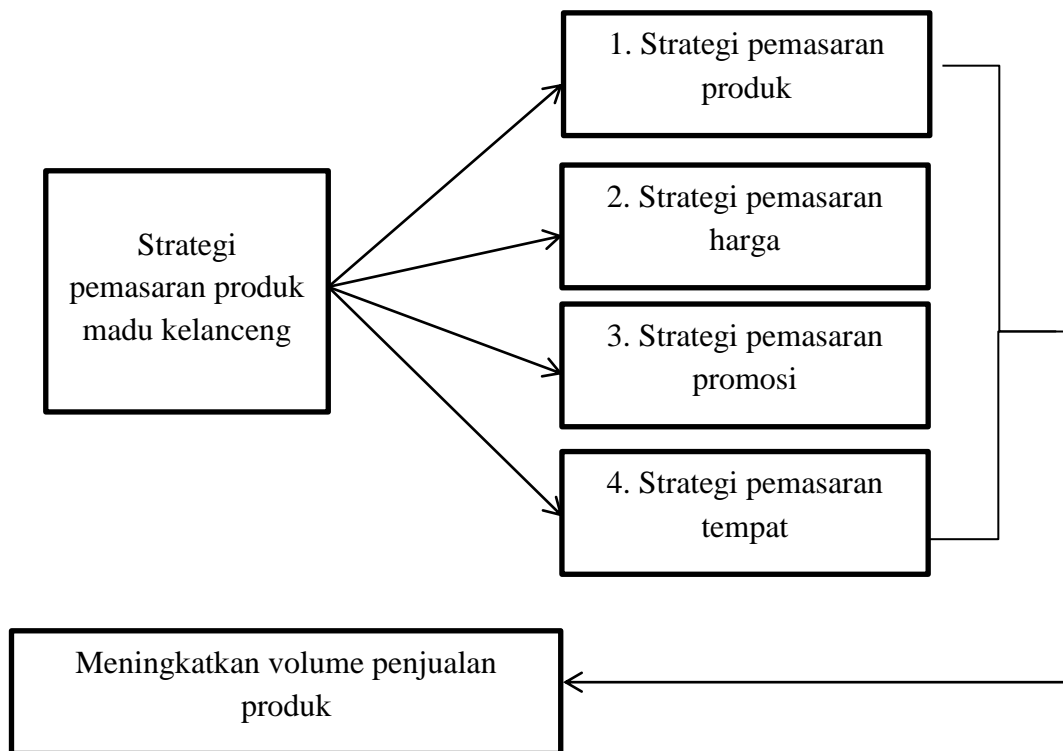 Strategi
pemasaran produk
madu kelanceng
1. Strategi pemasaran
produk
2. Strategi pemasaran
harga
3. Strategi pemasaran
promosi
4. Strategi pemasaran
tempat
Meningkatkan volume penjualan
produk